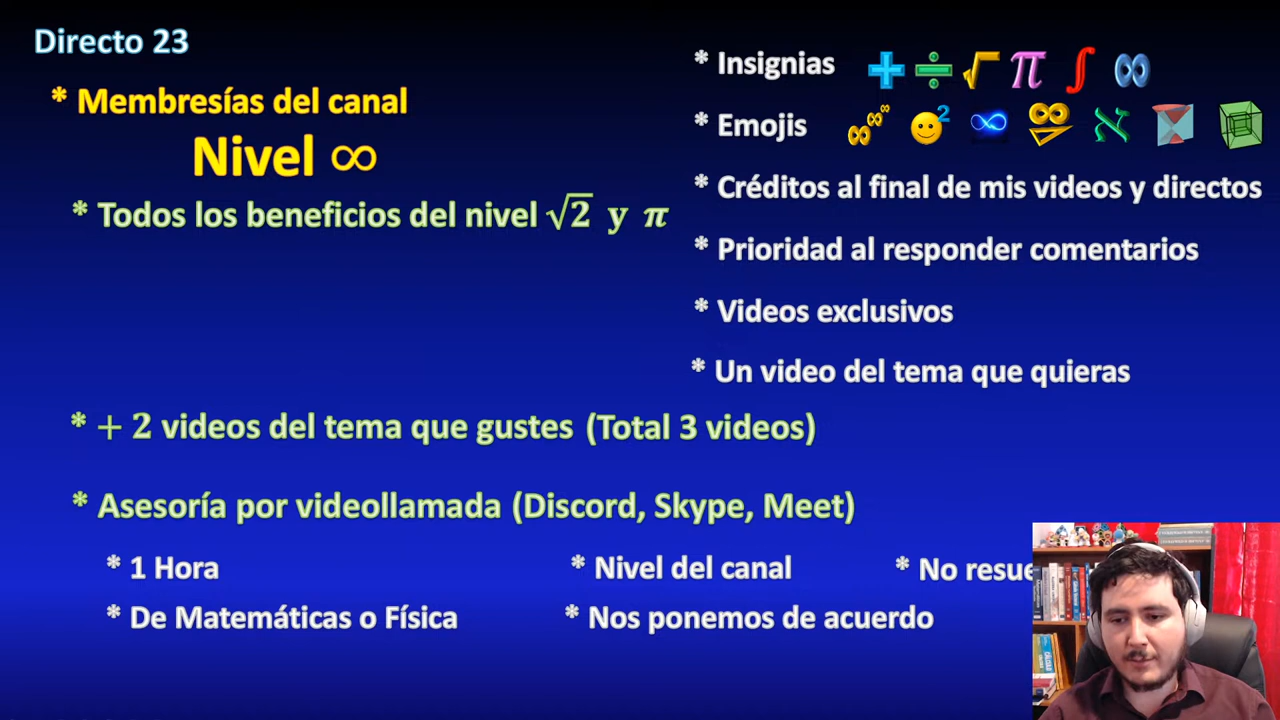 Directo 23
* Membresías del canal
Nivel ∞
* Todos los beneficios del nivel √2 y π
* Insignias
* Emojis
* Créditos al final de mis videos y directos
* Prioridad al responder comentarios
* Videos exclusivos
* Un video del tema que quieras
* + 2 videos del tema que gustes (Total 3 videos)
* Asesoría por videollamada (Discord, Skype, Meet)
* 1 Hora
* Nivel del canal
* No
* De Matemáticas o Física
* Nos ponemos de acuerdo